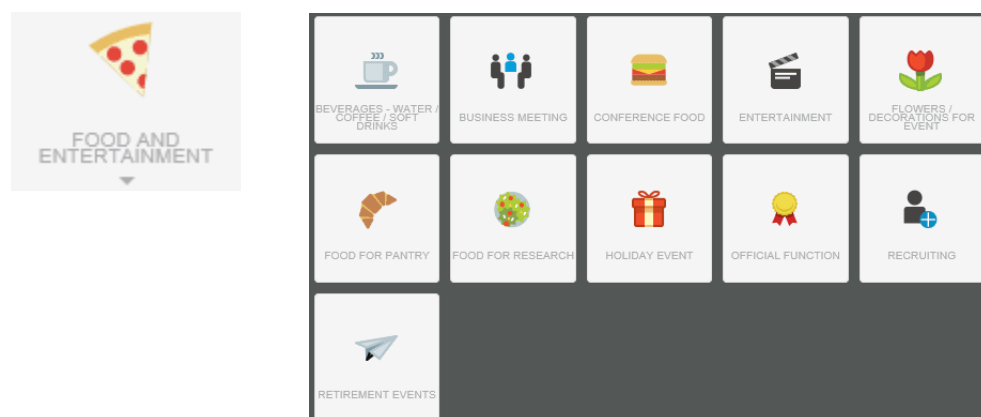 FOOD AND
ENTERTAINMENT
BEVERAGES - WATER /
COFFEE / SOFT
DRINKS
BUSINESS MEETING
CONFERENCE FOOD
ENTERTAINMENT
FLOWERS /
DECORATIONS FOR
EVENT
FOOD FOR PANTRY
FOOD FOR RESEARCH
HOLIDAY EVENT
OFFICIAL FUNCTION
RECRUITING
RETIREMENT EVENTS